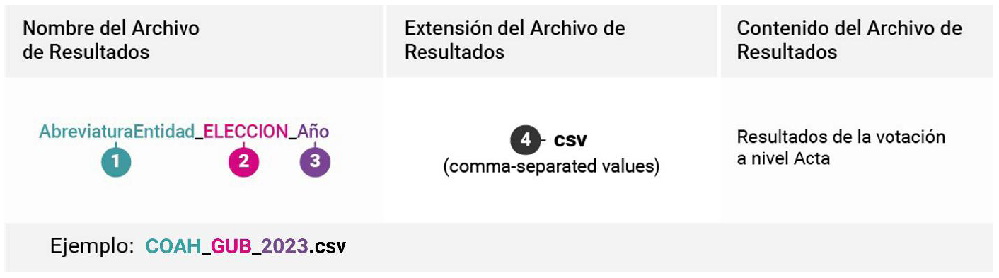 Nombre del Archivo
de Resultados
Extensión del Archivo de
Resultados
Contenido del Archivo de
Resultados
AbreviaturaEntidad_ELECCION_Año
1
2
3
4 csv
(comma-separated values)
Resultados de la votación
a nivel Acta
Ejemplo: COAH_GUB_2023.csv